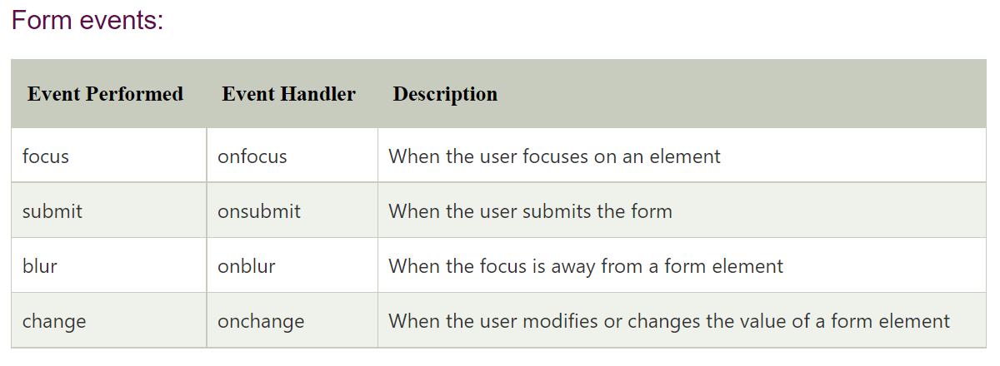 Form events:
Event Performed Event Handler Description
focus onfocus When the user focuses on an element
submit onsubmit When the user submits the form
blur onblur When the focus is away from a form element
change onchange When the user modifies or changes the value of a form element